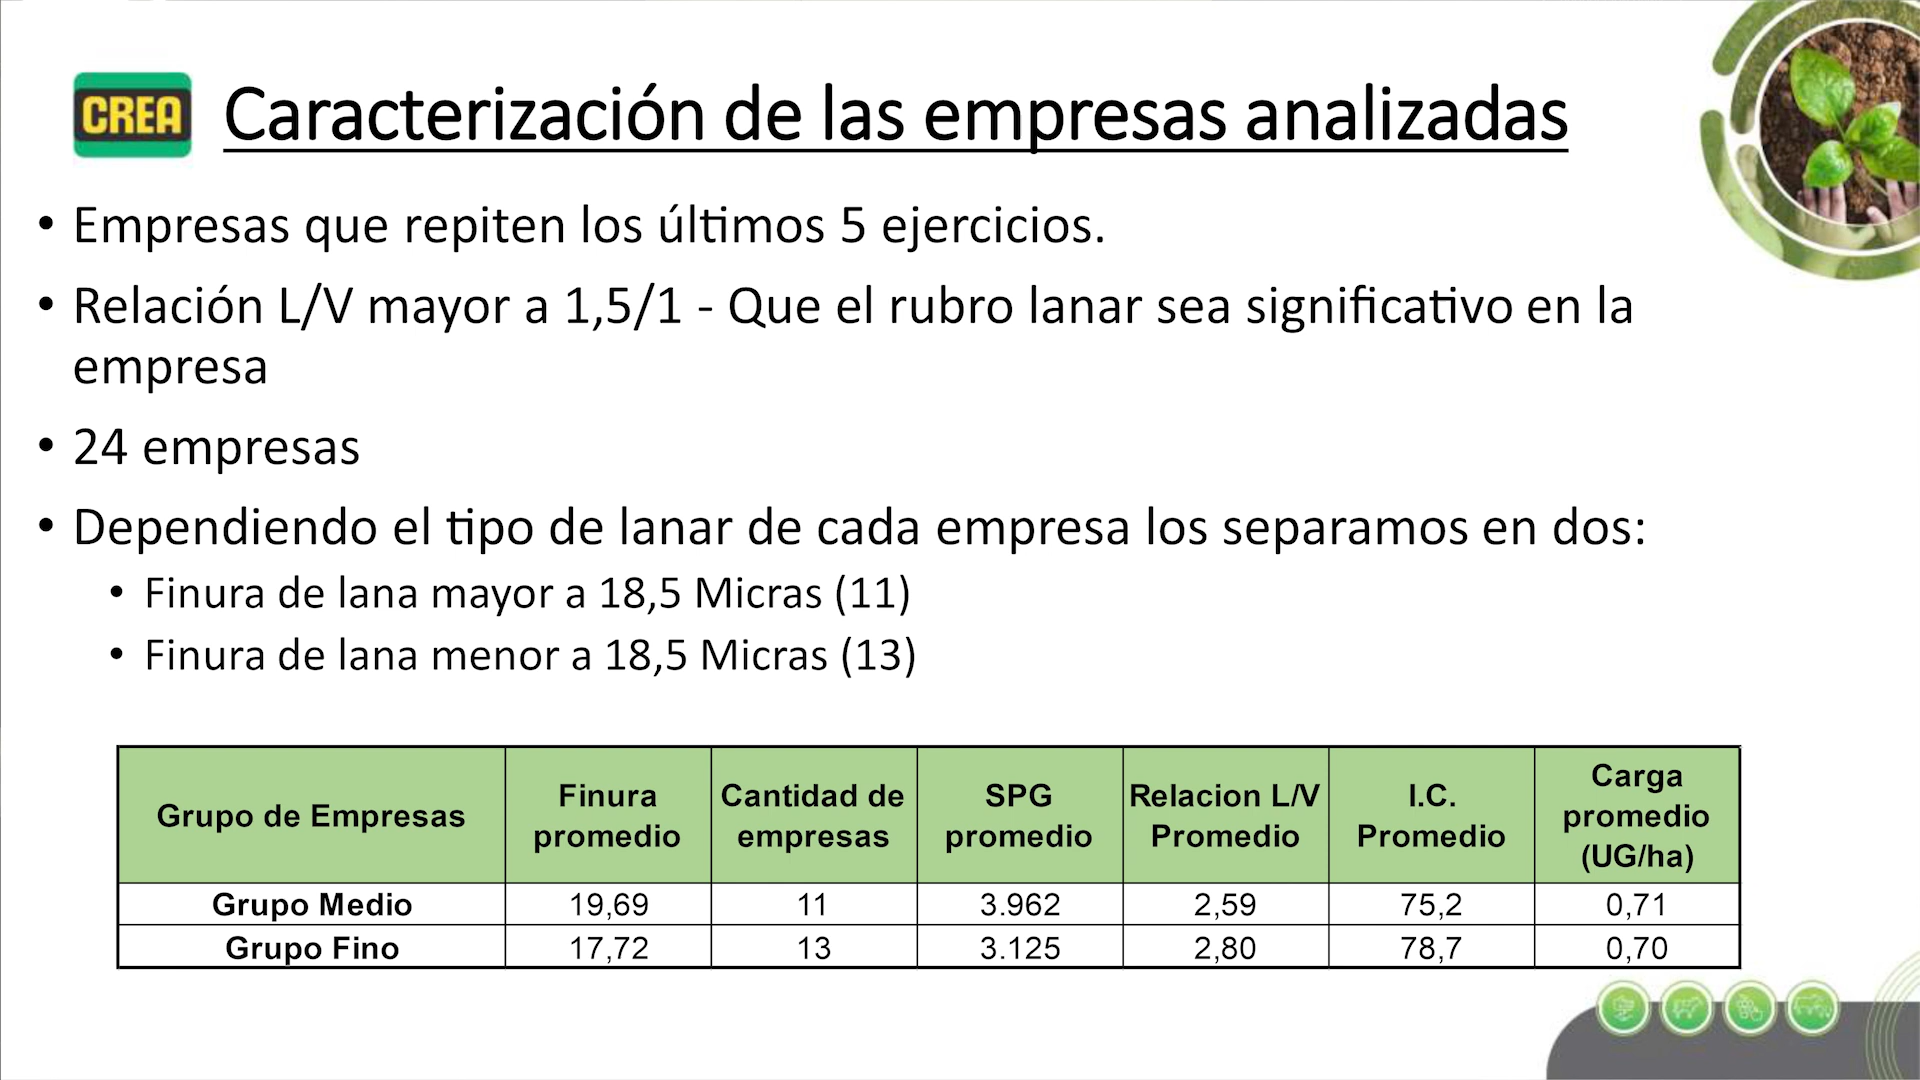 CREA
Caracterización de las empresas analizadas
• Empresas que repiten los últimos 5 ejercicios.
• Relación L/V mayor a 1,5/1 - Que el rubro lanar sea significativo en la
empresa
• 24 empresas
• Dependiendo el tipo de lanar de cada empresa los separamos en dos:
• Finura de lana mayor a 18,5 Micras (11)
• Finura de lana menor a 18,5 Micras (13)
Grupo de Empresas | Finura promedio | Cantidad de empresas | SPG promedio | Relacion L/V Promedio | I.C. Promedio | Carga promedio (UG/ha)
Grupo Medio | 19,69 | 11 | 3.962 | 2,59 | 75,2 | 0,71
Grupo Fino | 17,72 | 13 | 3.125 | 2,80 | 78,7 | 0,70